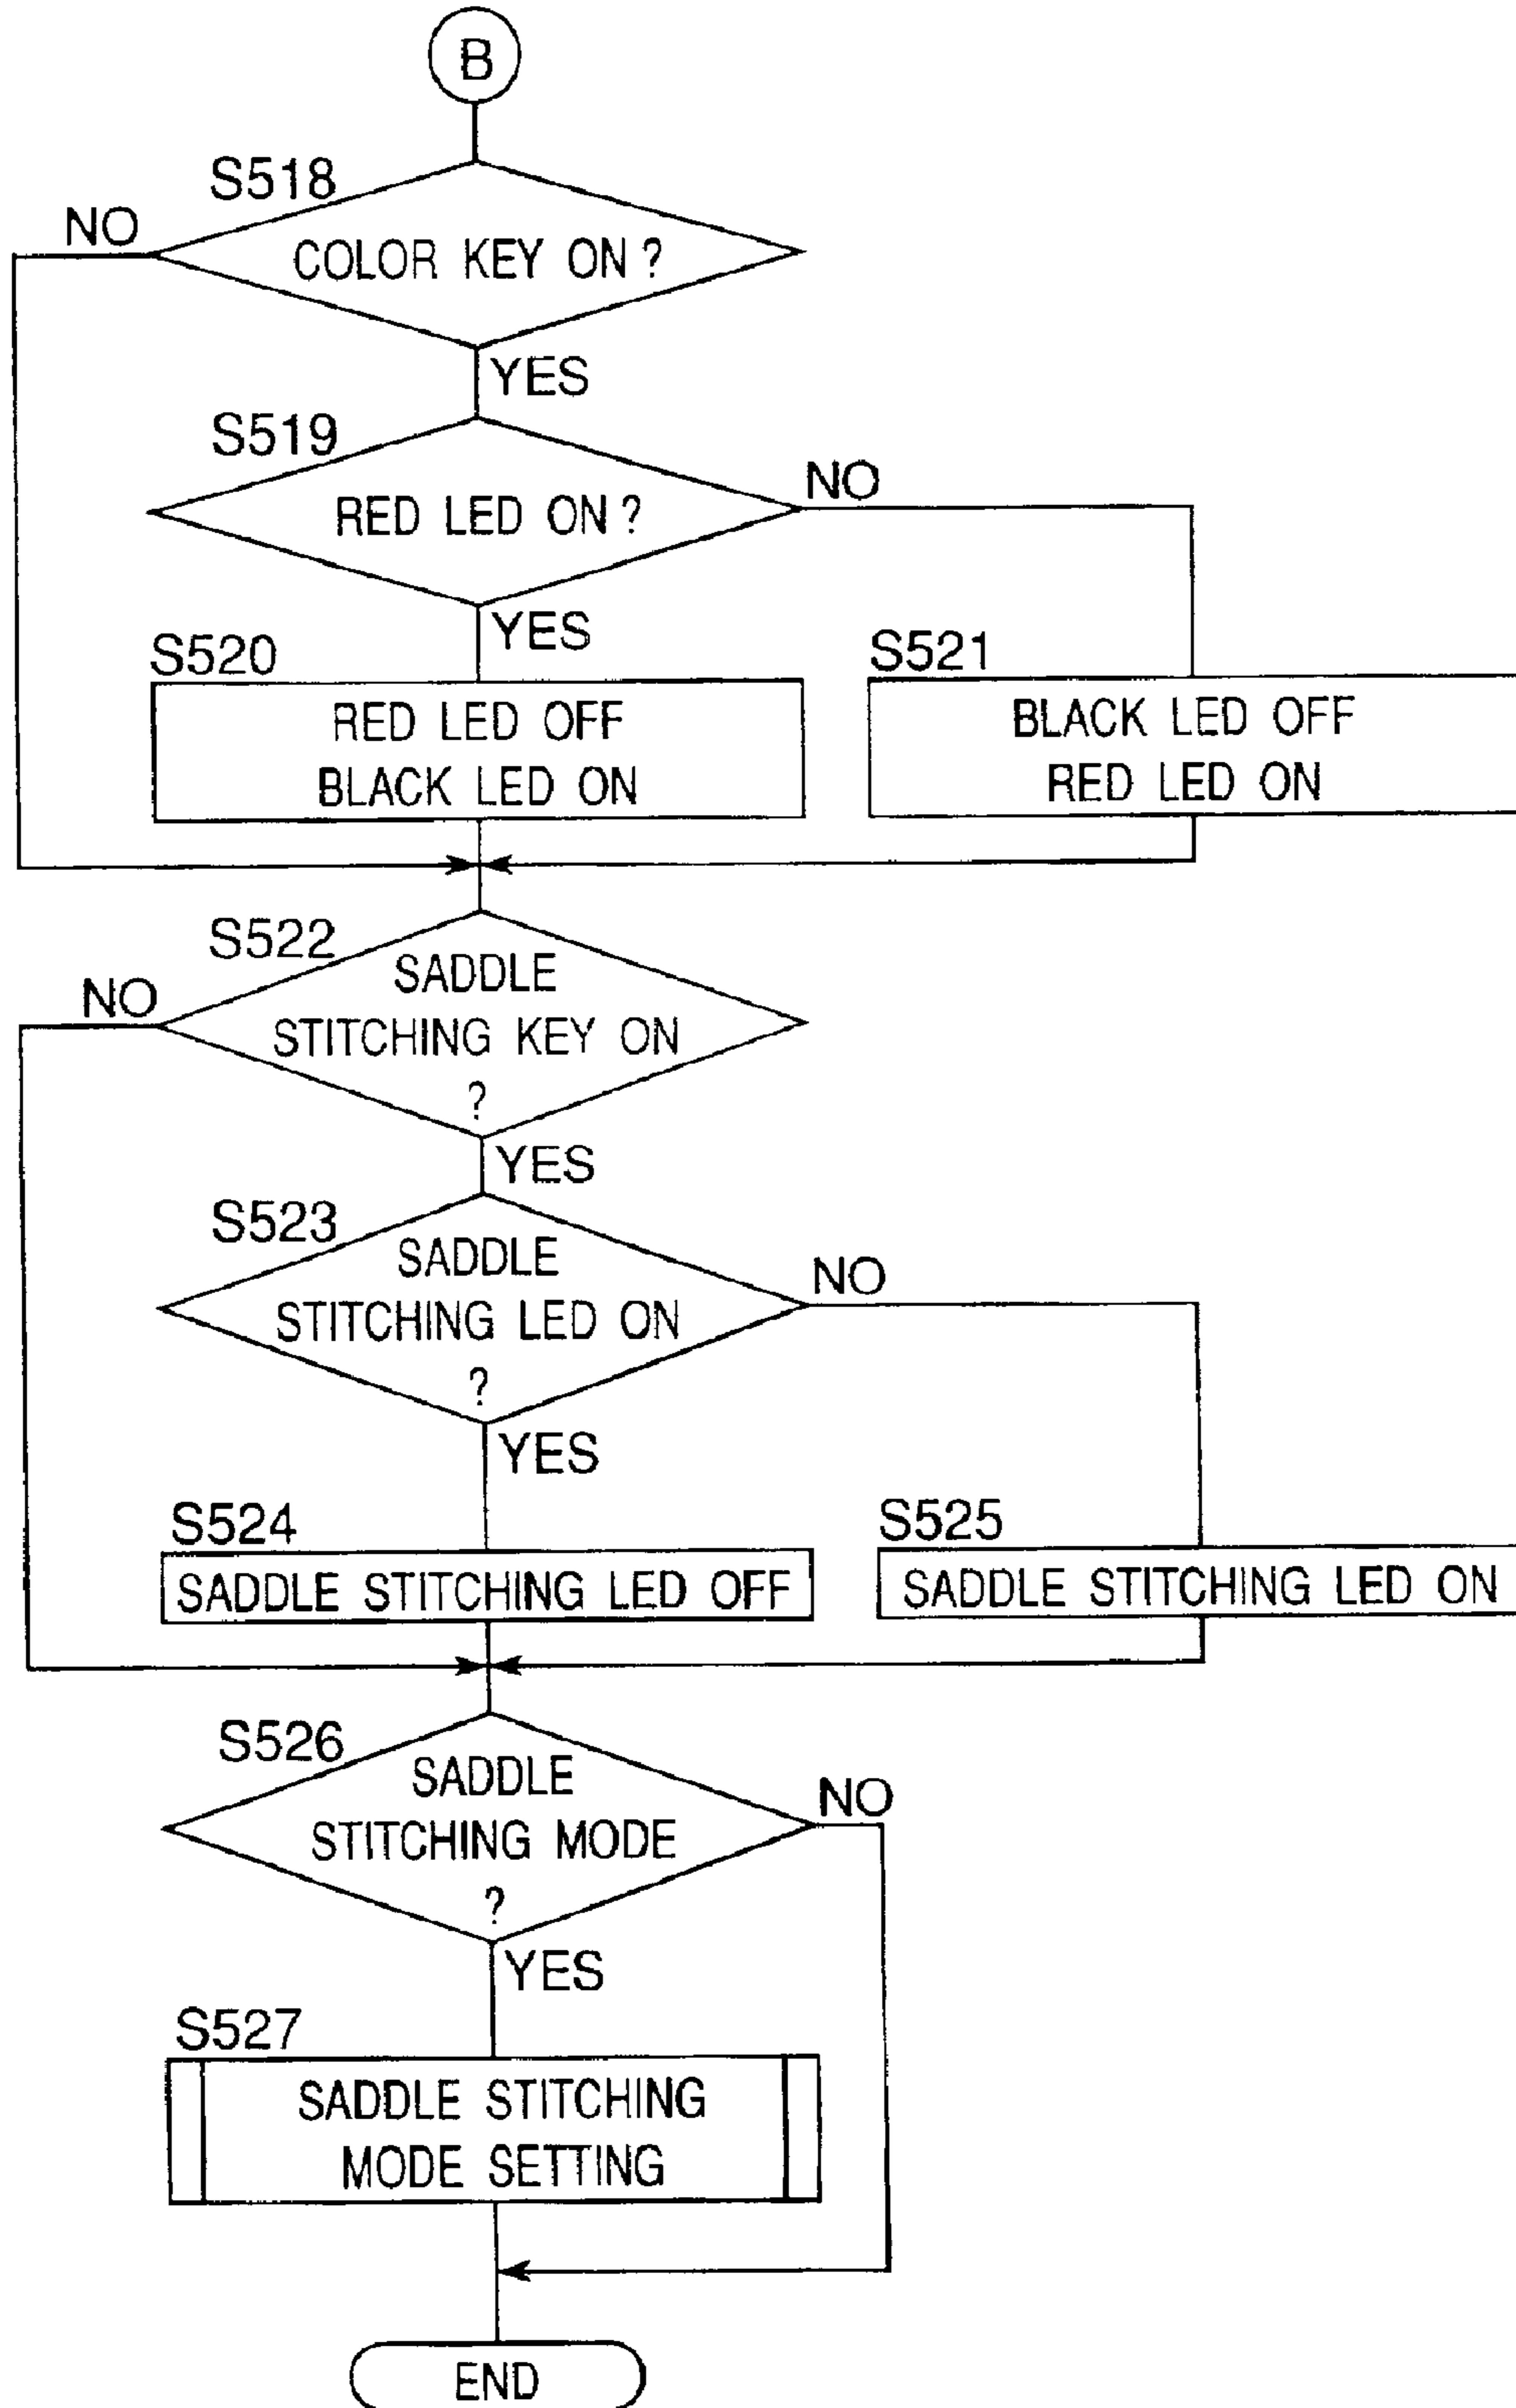 B
S518
NO
COLOR KEY ON?
YES
S519
NO
RED LED ON?
YES
S520
S521
RED LED OFF
BLACK LED ON
BLACK LED OFF
RED LED ON
S522
NO
SADDLE
STITCHING KEY ON
?
YES
S523
SADDLE
NO
STITCHING LED ON
?
YES
S524
S525
SADDLE STITCHING LED OFF
SADDLE STITCHING LED ON
S526
SADDLE
NO
STITCHING MODE
?
YES
S527
SADDLE STITCHING
MODE SETTING
END